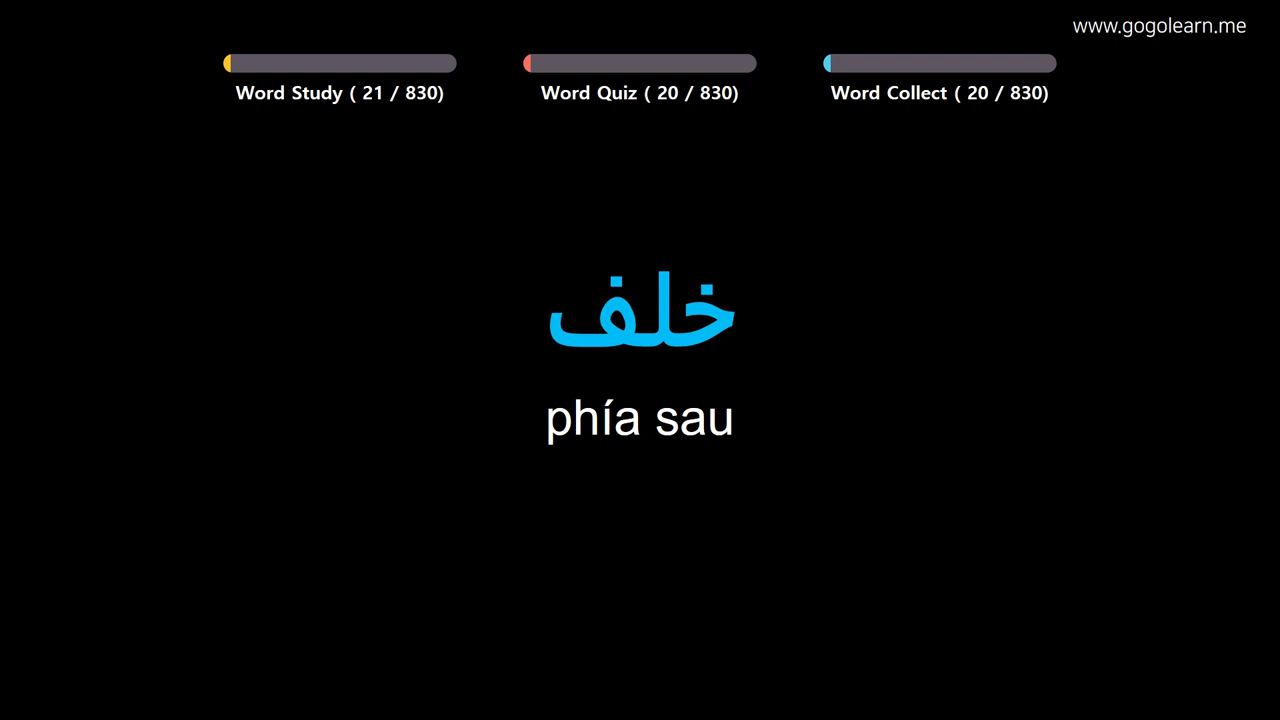 www.gogolearn.me
Word Study ( 21 / 830)
Word Quiz ( 20 / 830)
Word Collect ( 20 / 830)
خلف
phía sau